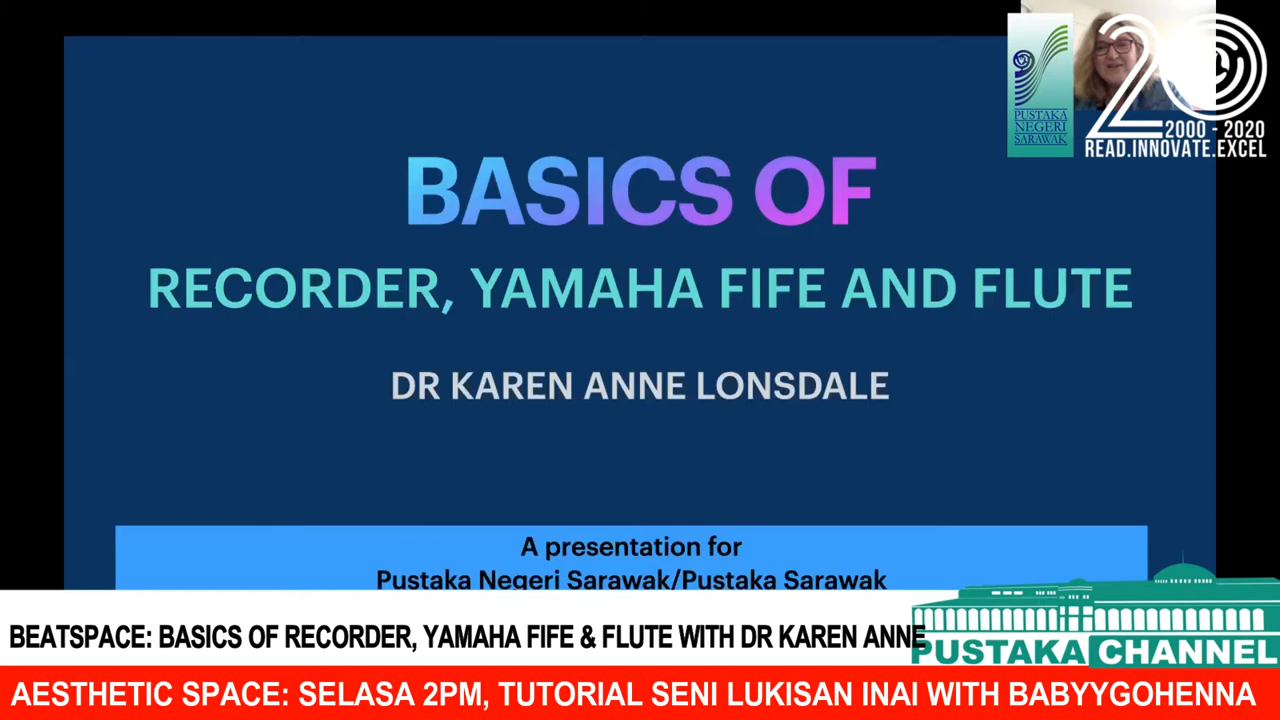 PUSTAKA
NEGERI
SARAWAK
20
2000 - 2020
READ.INNOVATE.EXCEL
BASICS OF
RECORDER, YAMAHA FIFE AND FLUTE
DR KAREN ANNE LONSDALE
A presentation for
Pustaka Negeri Sarawak/Pustaka Sarawak
BEATSPACE: BASICS OF RECORDER, YAMAHA FIFE & FLUTE WITH DR KAREN ANNE
PUSTAKA CHANNEL
AESTHETIC SPACE: SELASA 2PM, TUTORIAL SENI LUKISAN INAI WITH BABYYGOHENNA